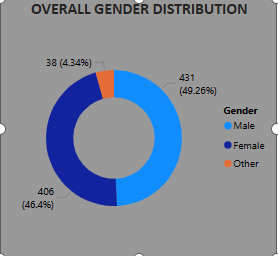 OVERALL GENDER DISTRIBUTION
38 (4.34%)
431
(49.26%)
Gender
Male
Female
Other
406
(46.4%)